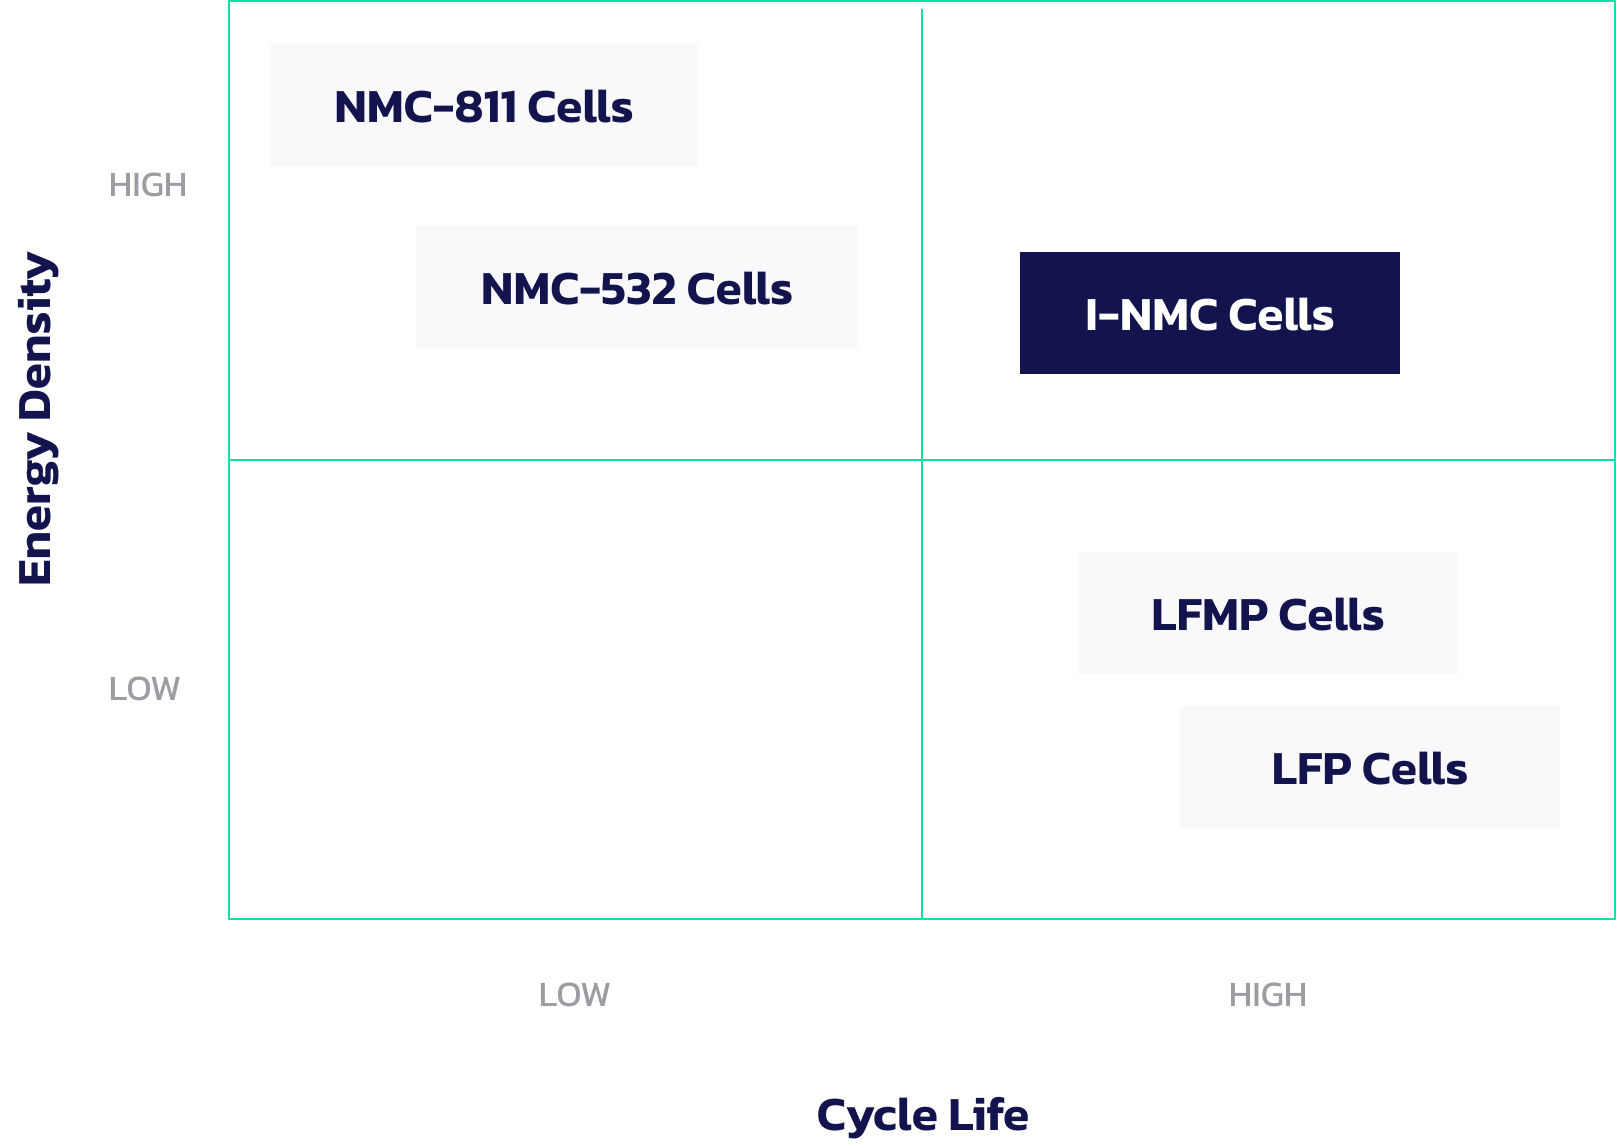 NMC-811 Cells
HIGH
NMC-532 Cells
I-NMC Cells
Energy Density
LFMP Cells
LOW
LFP Cells
LOW
HIGH
Cycle Life